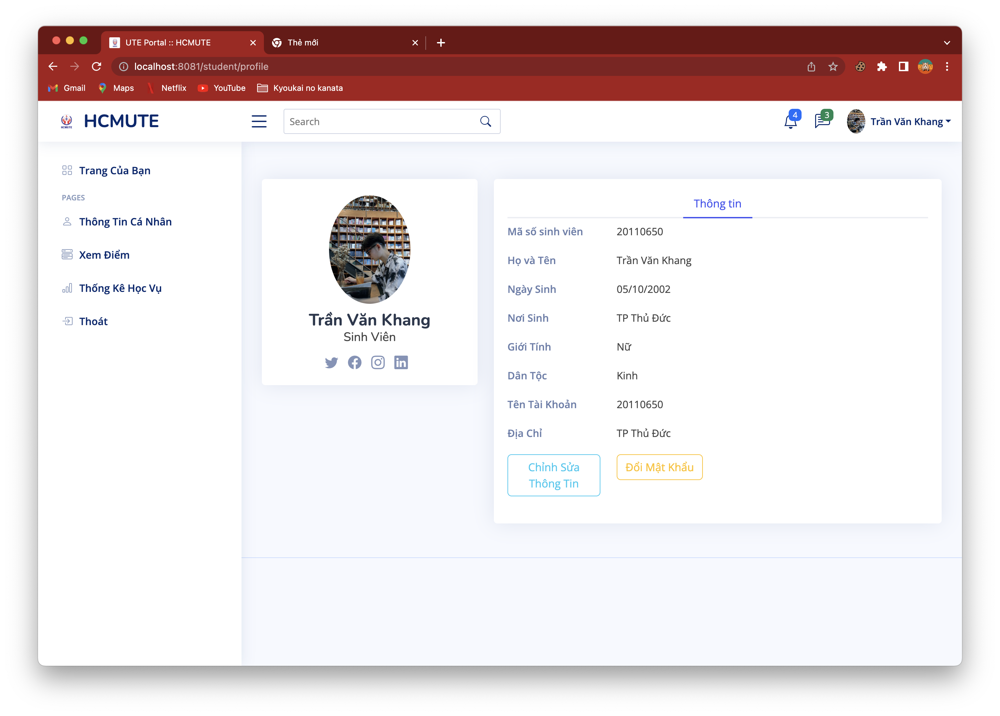 UTE Portal :: HCMUTE
Thẻ mới
localhost:8081/student/profile
Gmail
Maps
Netflix
YouTube
Kyoukai no kanata
HCMUTE
HCMUTE
Search
4
3
Trần Văn Khang
Trang Của Bạn
PAGES
Thông Tin Cá Nhân
Xem Điểm
Thống Kê Học Vụ
Thoát
Trần Văn Khang
Sinh Viên
Thông tin
Mã số sinh viên 20110650
Họ và Tên Trần Văn Khang
Ngày Sinh 05/10/2002
Nơi Sinh TP Thủ Đức
Giới Tính Nữ
Dân Tộc Kinh
Tên Tài Khoản 20110650
Địa Chỉ TP Thủ Đức
Chỉnh Sửa
Thông Tin
Đổi Mật Khẩu